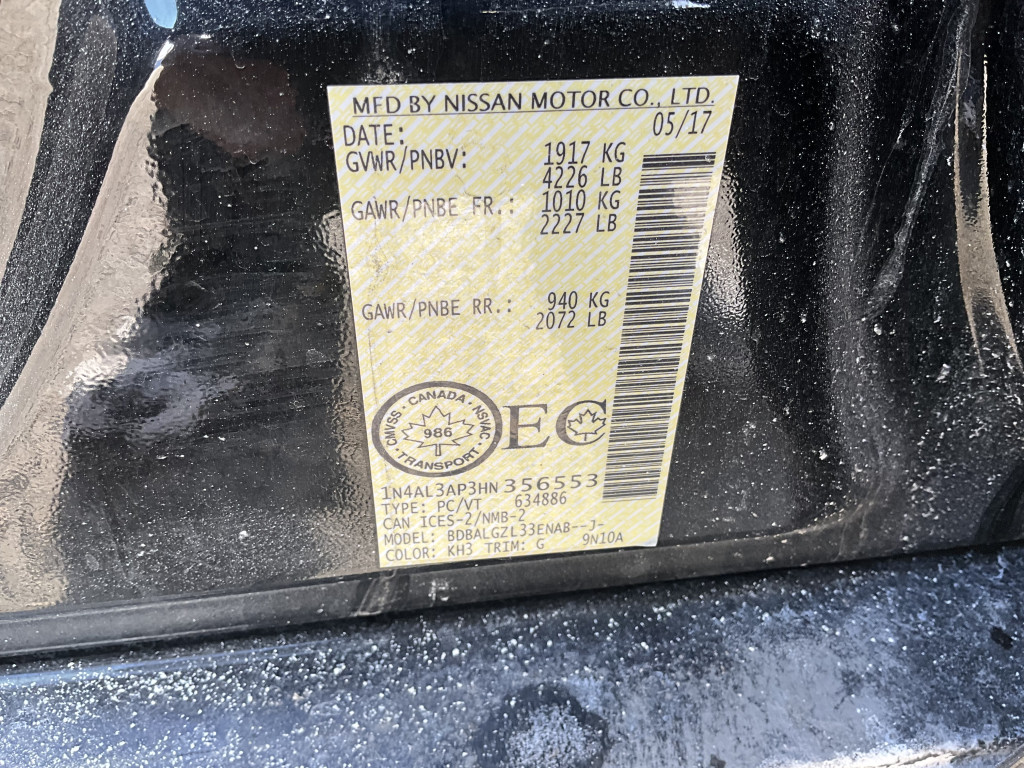 MFD BY NISSAN MOTOR CO., LTD.
DATE: 05/17
GVWR/PNBV: 1917 KG
4226 LB
GAWR/PNBE FR.: 1010 KG
2227 LB
GAWR/PNBE RR.: 940 KG
2072 LB
CMVSS · CANADA · NSVAC · TRANSPORT ·
986
EC
1N4AL3AP3HN356553
TYPE: PC/VT 634886
CAN ICES-2/NMB-2
MODEL: BDBALGZL33ENAB--J-
COLOR: KH3 TRIM: G 9N10A